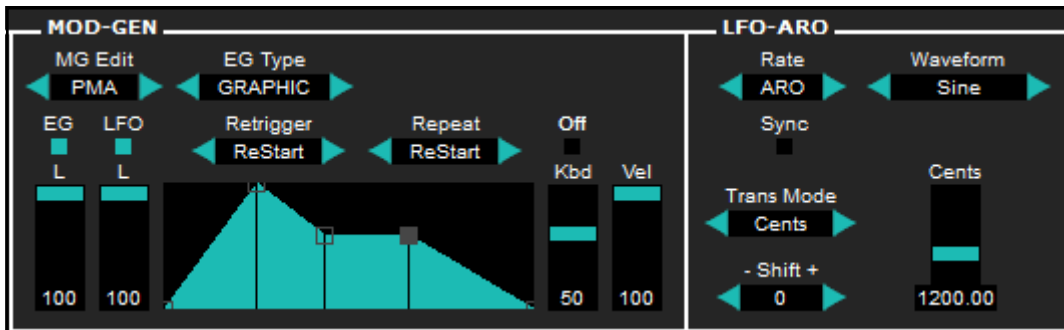 MOD-GEN
MG Edit EG Type
PMA GRAPHIC
EG LFO Retrigger Repeat Off
ReStart ReStart
L L Kbd Vel
100 100 50 100
LFO-ARO
Rate Waveform
ARO Sine
Sync
Trans Mode Cents
Cents
- Shift +
0 1200.00